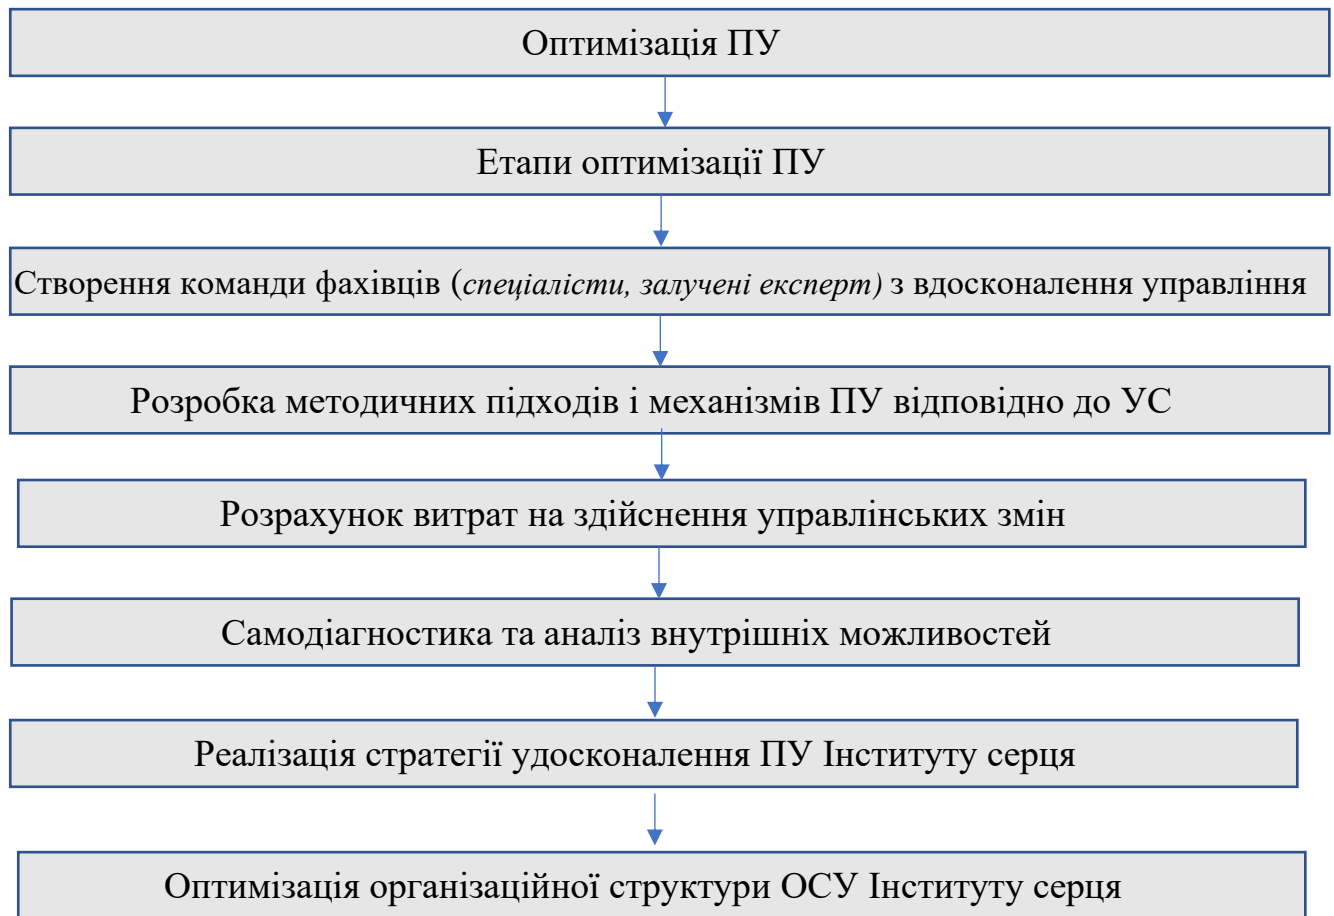 Оптимізація ПУ
Етапи оптимізації ПУ
Створення команди фахівців (спеціалісти, залучені експерт) з вдосконалення управління
Розробка методичних підходів і механізмів ПУ відповідно до УС
Розрахунок витрат на здійснення управлінських змін
Самодіагностика та аналіз внутрішніх можливостей
Реалізація стратегії удосконалення ПУ Інституту серця
Оптимізація організаційної структури ОСУ Інституту серця